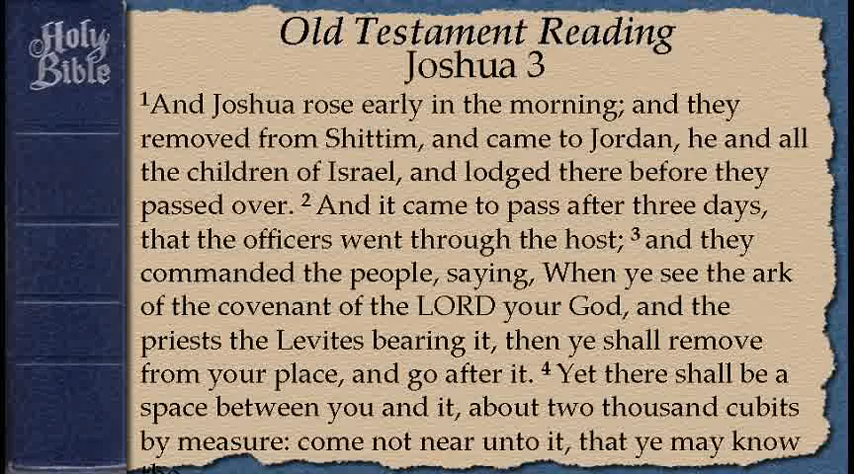 Holy
Bible
Old Testament Reading
Joshua 3
¹And Joshua rose early in the morning; and they
removed from Shittim, and came to Jordan, he and all
the children of Israel, and lodged there before they
passed over. ² And it came to pass after three days,
that the officers went through the host; ³ and they
commanded the people, saying, When ye see the ark
of the covenant of the LORD your God, and the
priests the Levites bearing it, then ye shall remove
from your place, and go after it. ⁴ Yet there shall be a
space between you and it, about two thousand cubits
by measure: come not near unto it, that ye may know